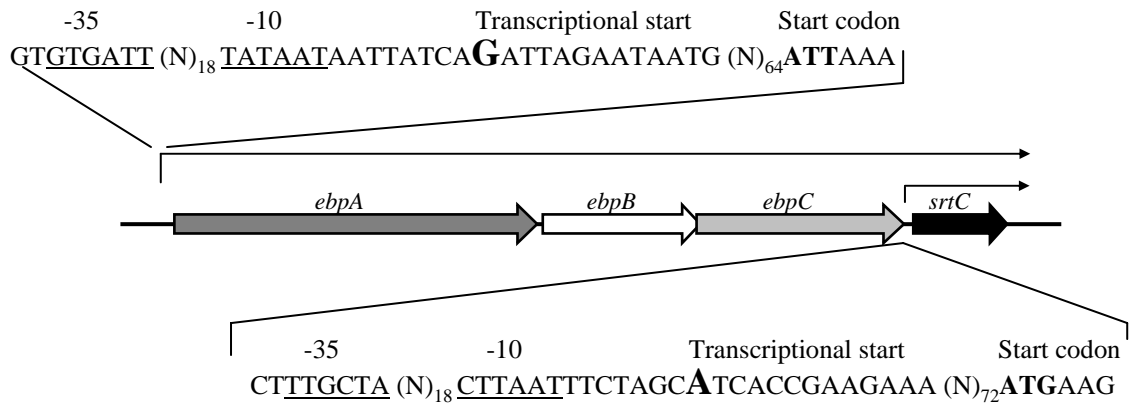 -35 -10 Transcriptional start Start codon
GTGTGATT (N)18 TATAATAATTATCAGATTAGAATAATG (N)64ATTAAA
ebpA ebpB ebpC srtC
-35 -10 Transcriptional start Start codon
CTTTGCTA (N)18 CTTAATTTCTAGCATCACCGAAGAAA (N)72ATGAAG